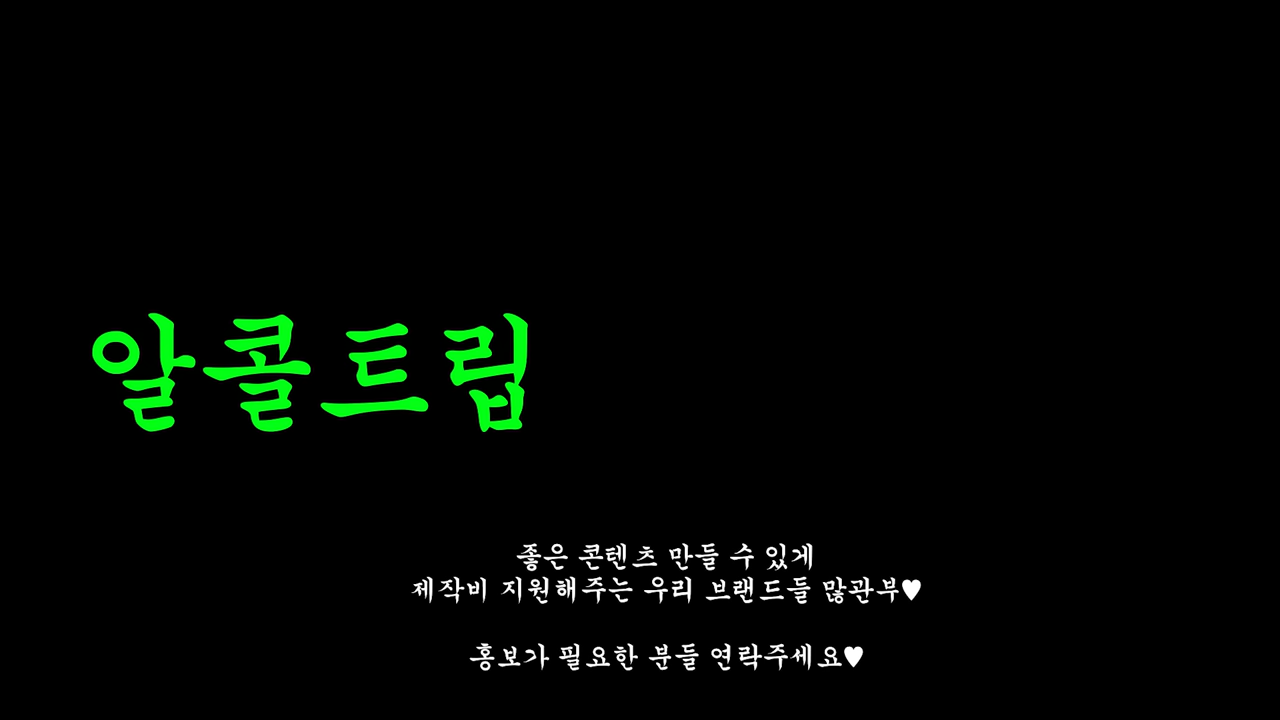 알콜트립
좋은 콘텐츠 만들 수 있게
제작비 지원해주는 우리 브랜드들 많관부♥
홍보가 필요한 분들 연락주세요♥